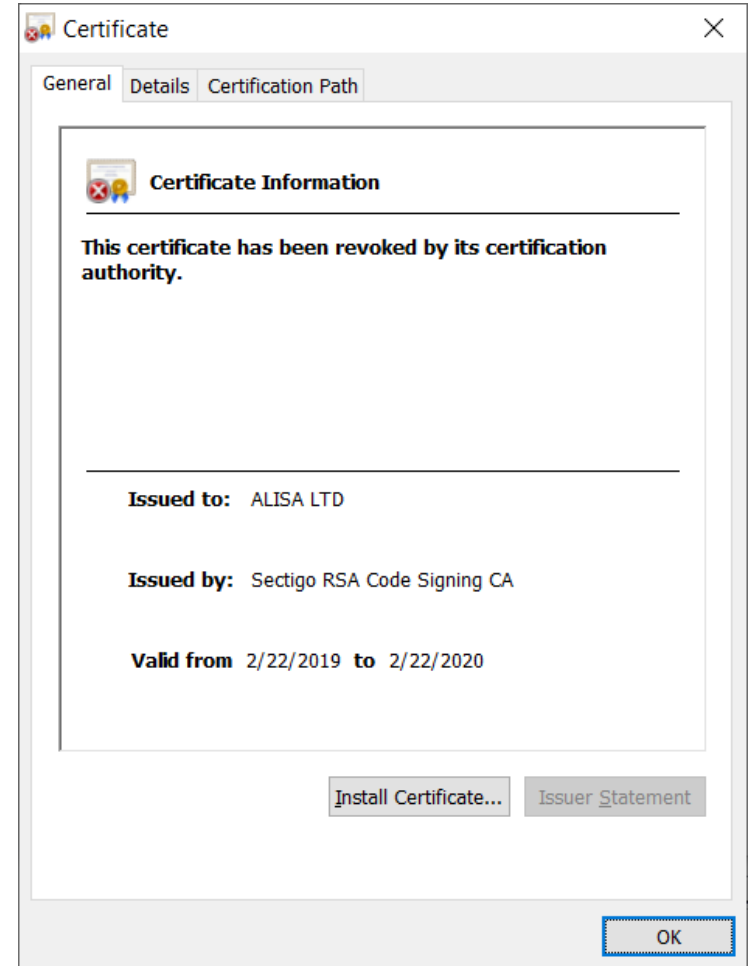 Certificate
General Details Certification Path
Certificate Information
This certificate has been revoked by its certification
authority.
Issued to: ALISA LTD
Issued by: Sectigo RSA Code Signing CA
Valid from 2/22/2019 to 2/22/2020
Install Certificate... Issuer Statement
OK